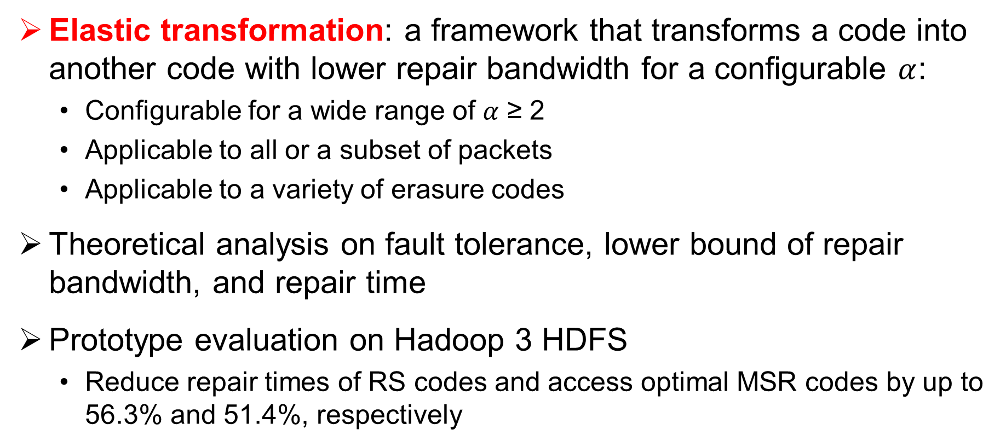 ➢ Elastic transformation: a framework that transforms a code into
another code with lower repair bandwidth for a configurable 𝛼:
• Configurable for a wide range of 𝛼 ≥ 2
• Applicable to all or a subset of packets
• Applicable to a variety of erasure codes
➢ Theoretical analysis on fault tolerance, lower bound of repair
bandwidth, and repair time
➢ Prototype evaluation on Hadoop 3 HDFS
• Reduce repair times of RS codes and access optimal MSR codes by up to
56.3% and 51.4%, respectively